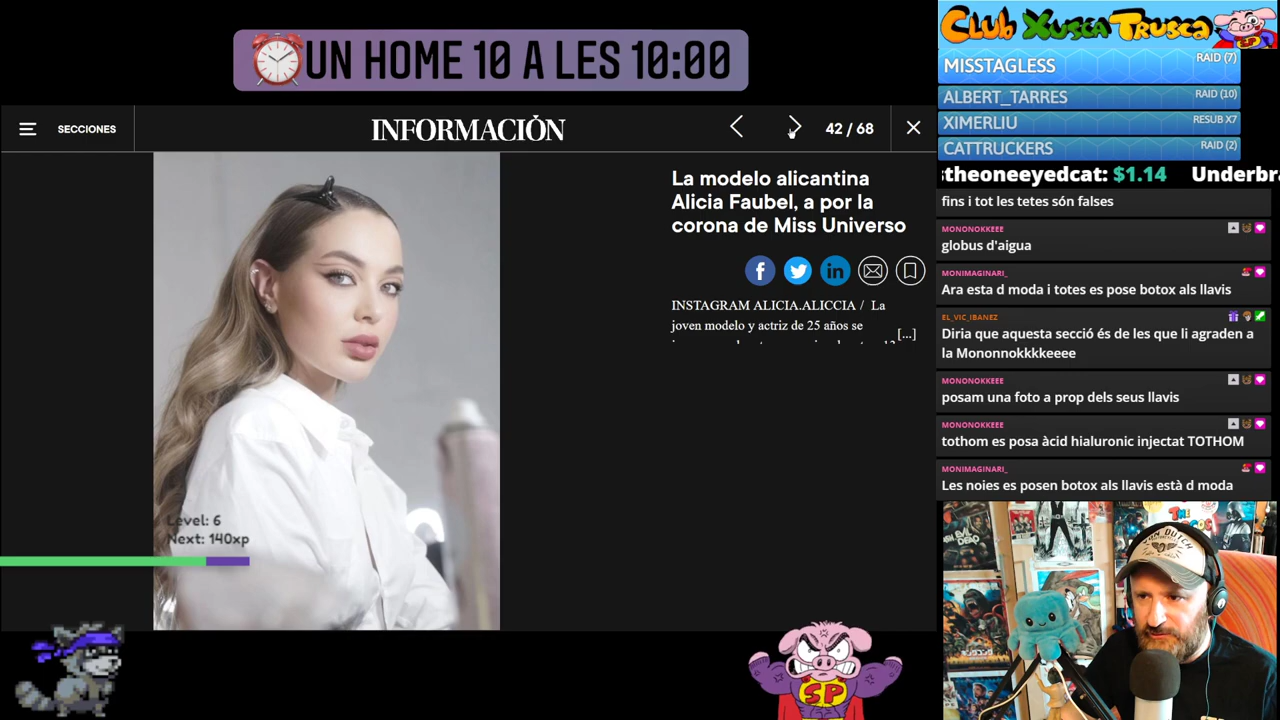 UN HOME 10 A LES 10:00
SECCIONES
INFORMACIÓN
42 / 68
La modelo alicantina
Alicia Faubel, a por la
corona de Miss Universo
INSTAGRAM ALICIA.ALICCIA / La
joven modelo y actriz de 25 años se
[...]
Level: 6
Next: 140xp
SP
Club Xusca Trusca
SP
MISSTAGLESS RAID (7)
ALBERT_TARRES RAID (10)
XIMERLIU RESUB X7
CATTRUCKERS RAID (2)
theoneeyedcat: $1.14 Underbr
fins i tot les tetes són falses
MONONOKKEEE
globus d'aigua
MONIMAGINARI_
Ara esta d moda i totes es pose botox als llavis
EL_VIC_IBANEZ
Diria que aquesta secció és de les que li agraden a
la Mononnokkkkeeee
MONONOKKEEE
posam una foto a prop dels seus llavis
MONONOKKEEE
tothom es posa àcid hialuronic injectat TOTHOM
MONIMAGINARI_
Les noies es posen botox als llavis està d moda